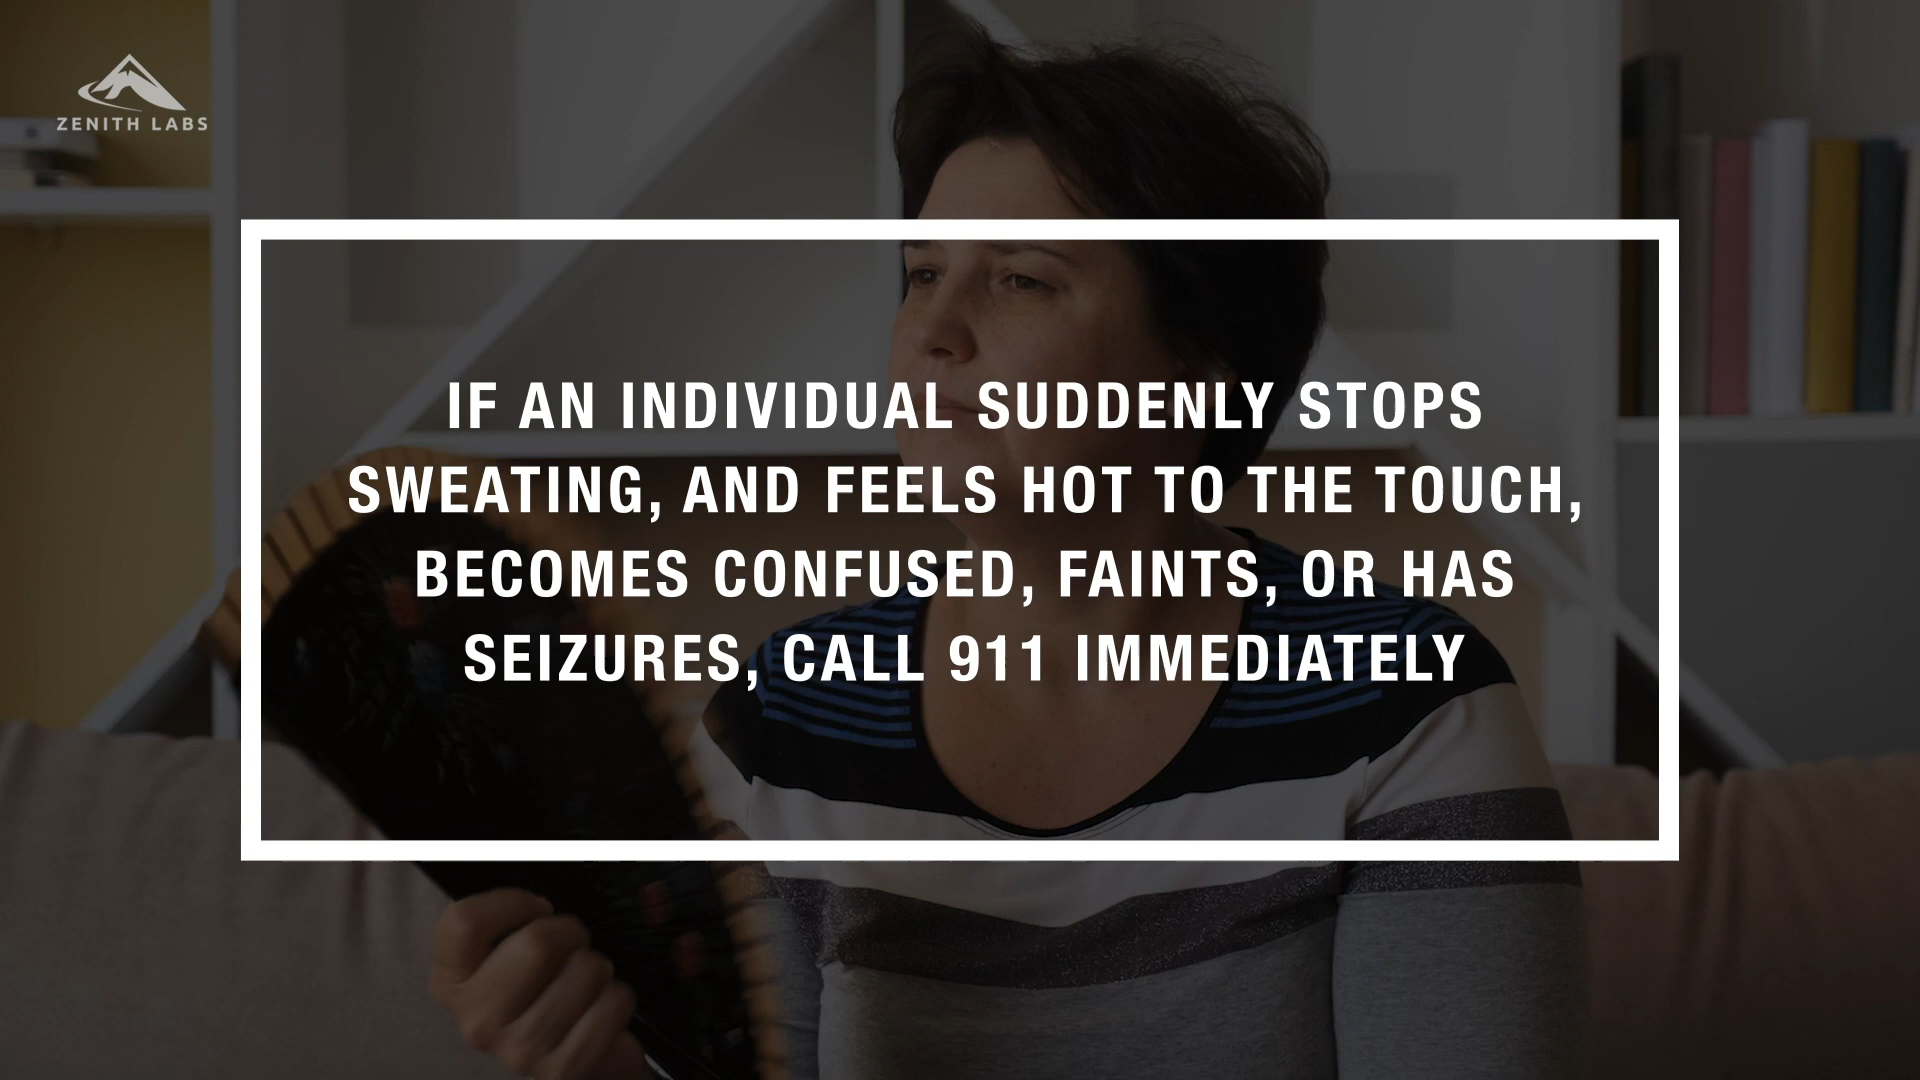 ZENITH LABS
IF AN INDIVIDUAL SUDDENLY STOPS
SWEATING, AND FEELS HOT TO THE TOUCH,
BECOMES CONFUSED, FAINTS, OR HAS
SEIZURES, CALL 911 IMMEDIATELY